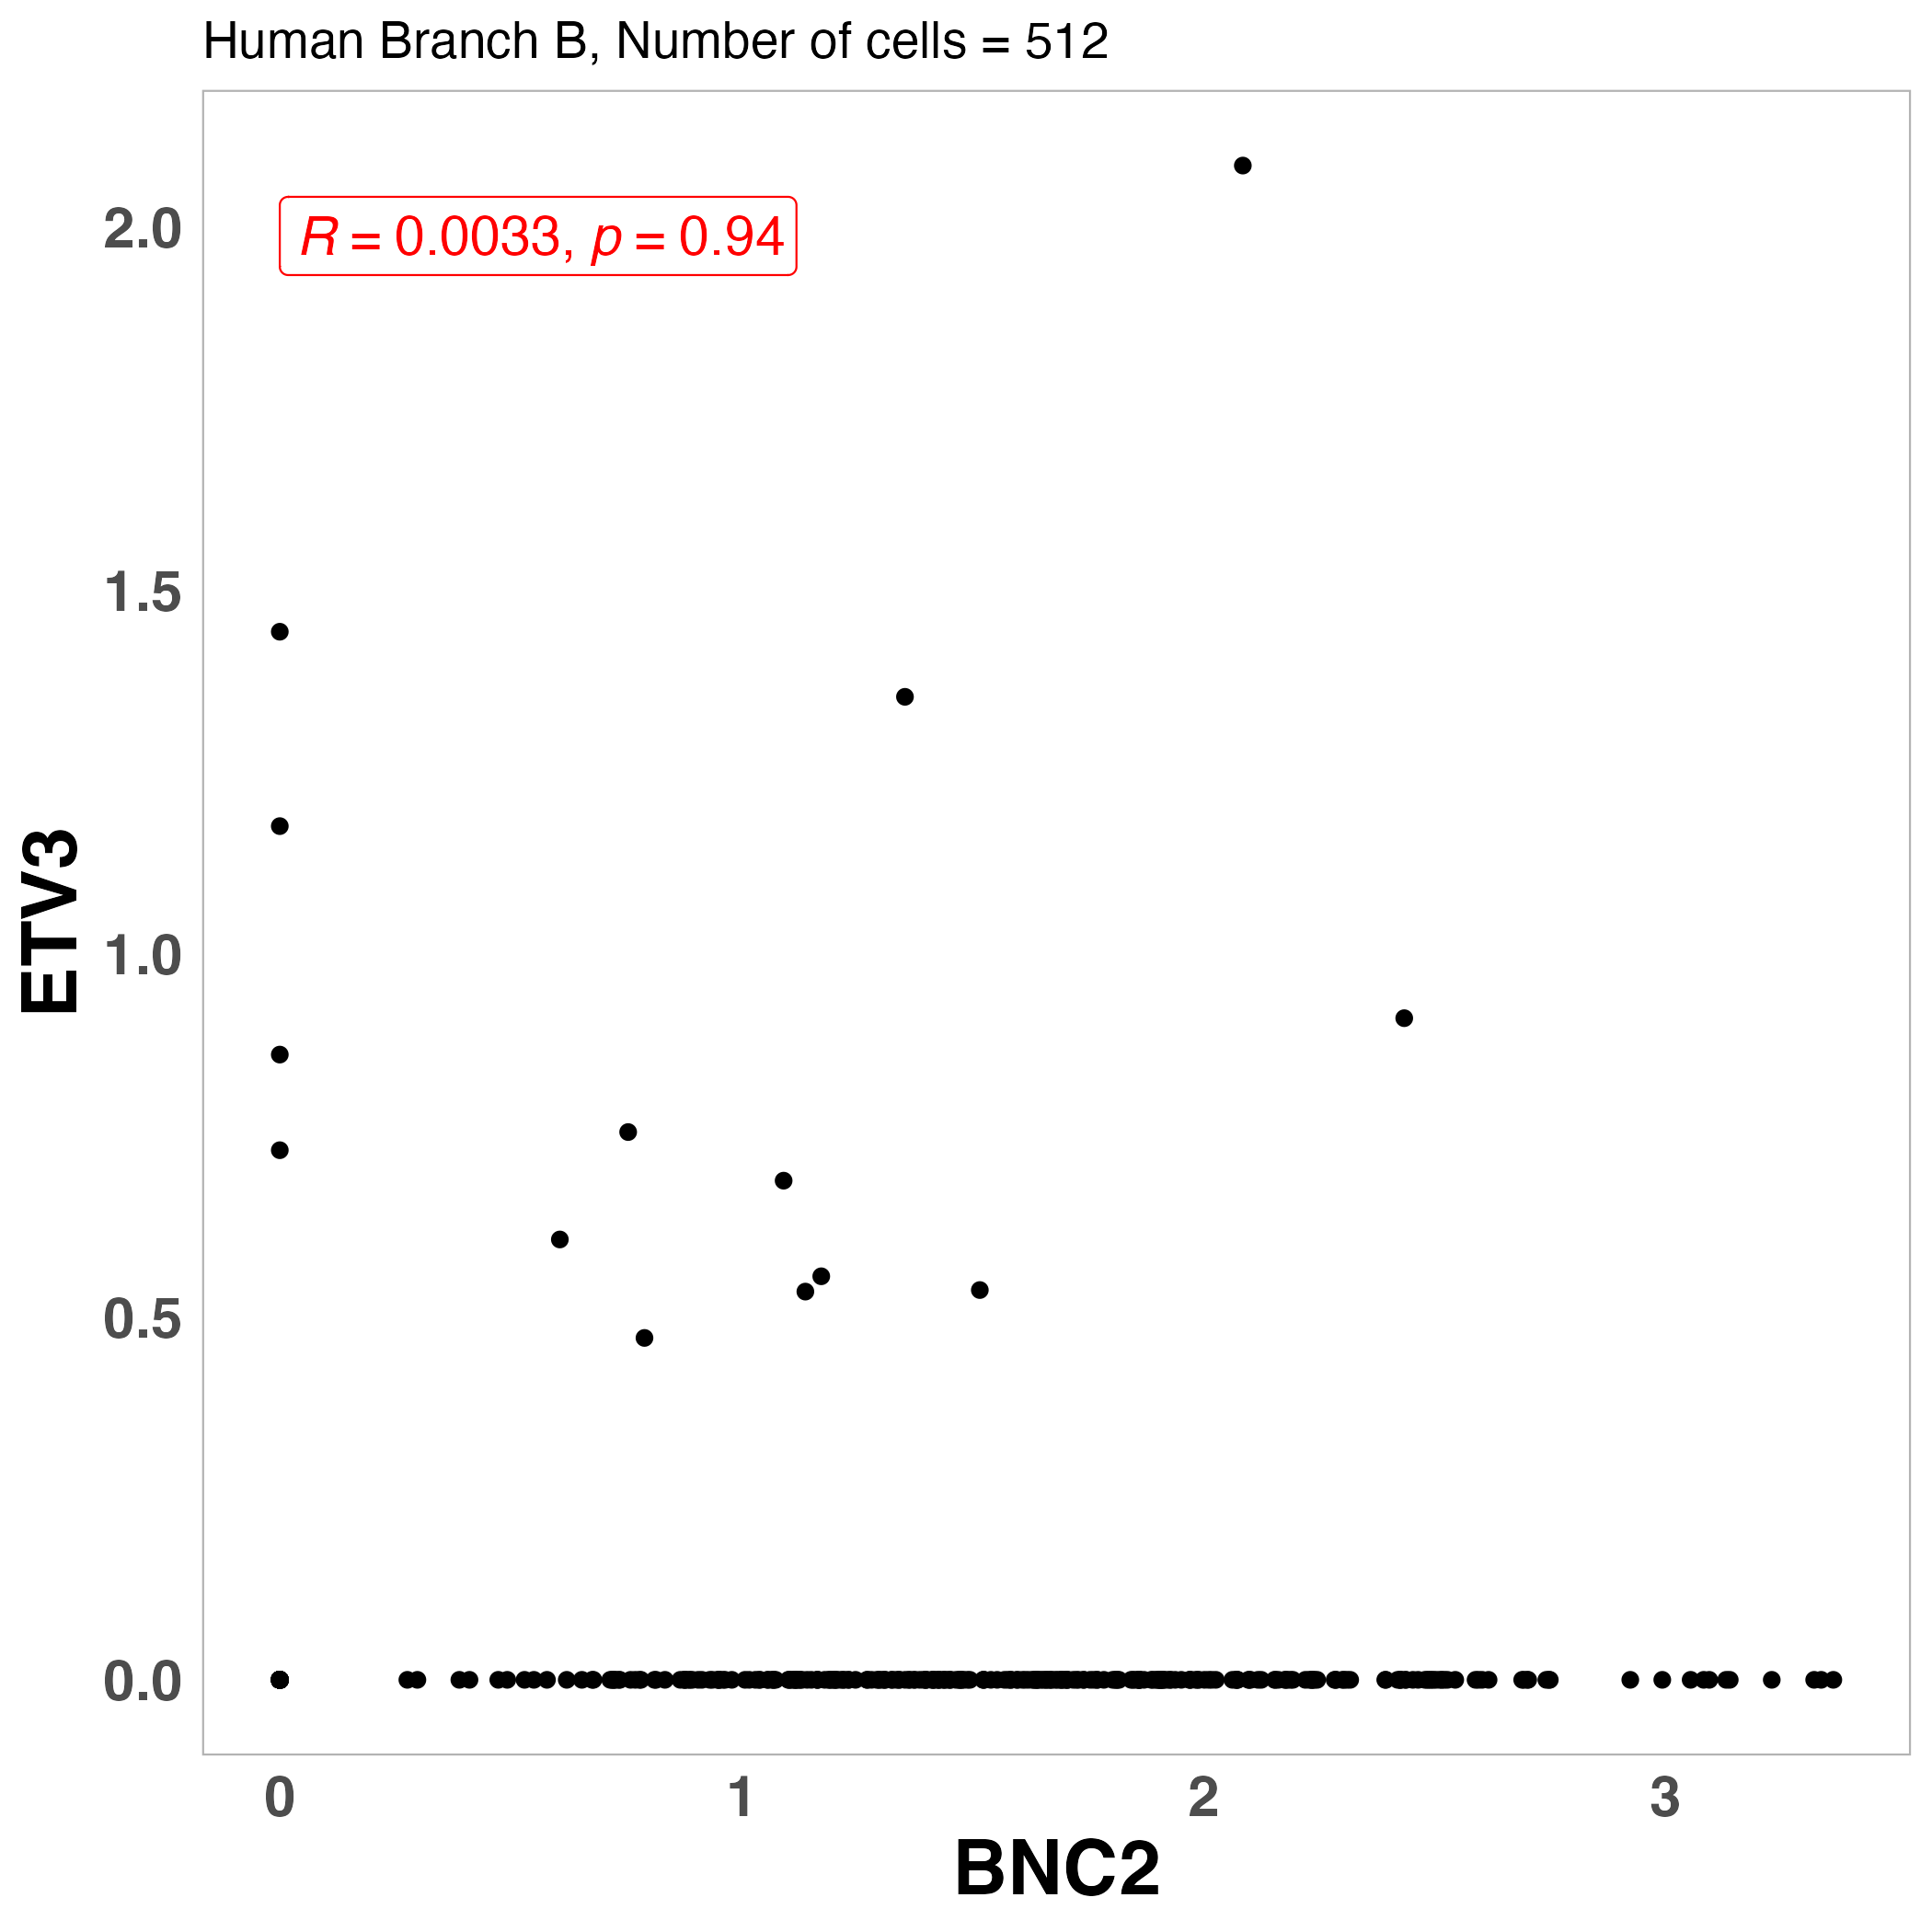 Human Branch B, Number of cells = 512
R = 0.0033, p = 0.94
2.0
1.5
1.0
0.5
0.0
ETV3
0 1 2 3
BNC2